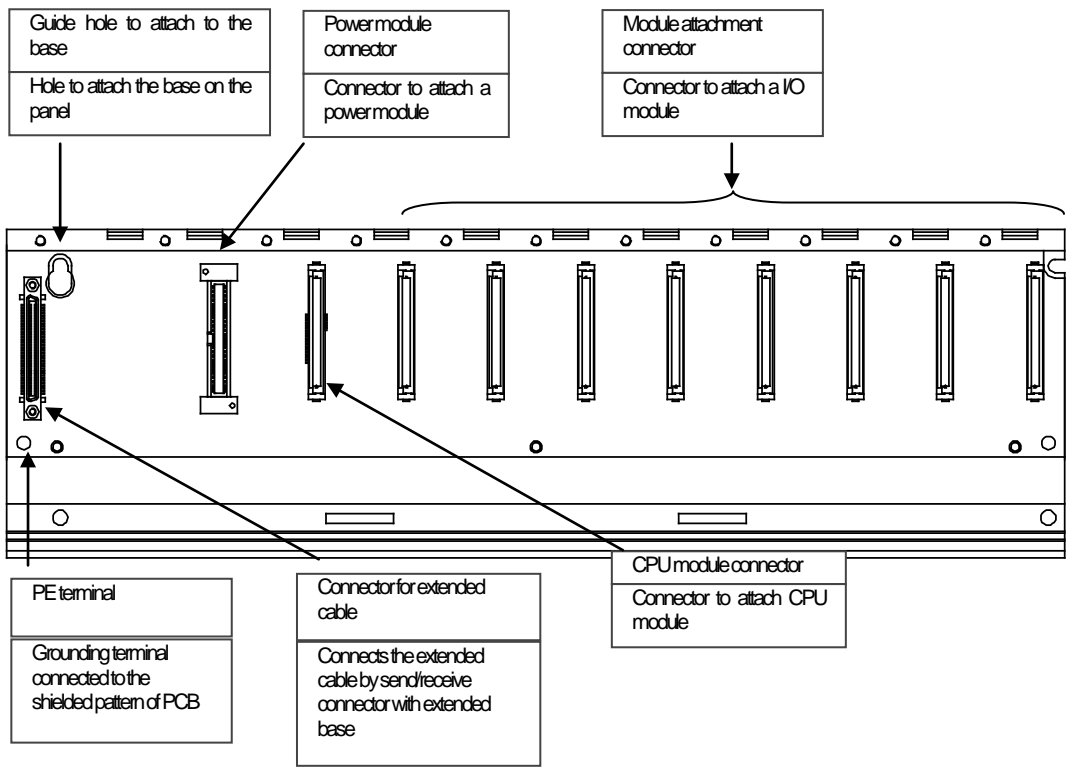 Guide hole to attach to the
base
Hole to attach the base on the
panel
Power module
connector
Connector to attach a
power module
Module attachment
connector
Connector to attach a I/O
module
PE terminal
Grounding terminal
connected to the
shielded pattern of PCB
Connector for extended
cable
Connects the extended
cable by send/receive
connector with extended
base
CPU module connector
Connector to attach CPU
module